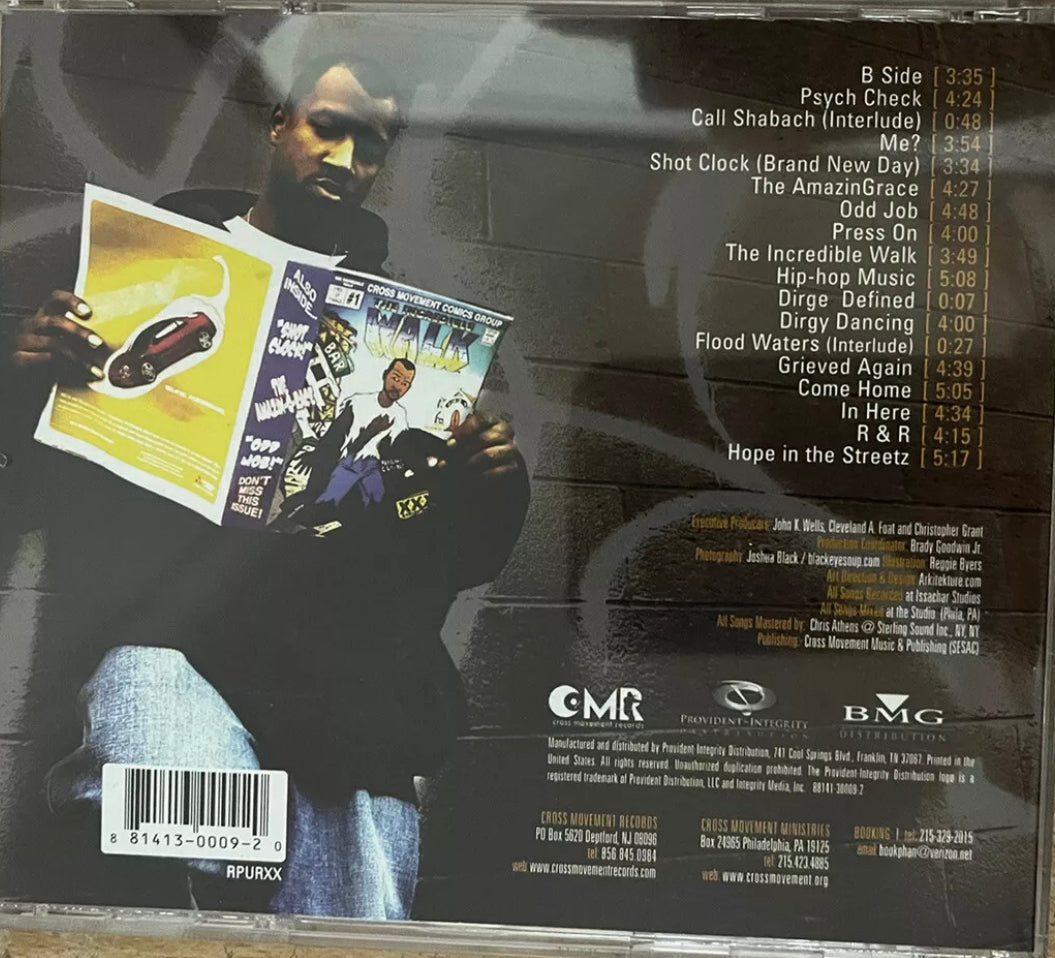 B Side [ 3:35 ]
Psych Check [ 4:24 ]
Call Shabach (Interlude) [ 0:48 ]
Me? [ 3:54 ]
Shot Clock (Brand New Day) [ 3:34 ]
The AmazinGrace [ 4:27 ]
Odd Job [ 4:48 ]
Press On [ 4:00 ]
The Incredible Walk [ 3:49 ]
Hip-hop Music [ 5:08 ]
Dirge Defined [ 0:07 ]
Dirgy Dancing [ 4:00 ]
Flood Waters (Interlude) [ 0:27 ]
Grieved Again [ 4:39 ]
Come Home [ 5:05 ]
In Here [ 4:34 ]
R & R [ 4:15 ]
Hope in the Streetz [ 5:17 ]
ALSO
INSIDE...
"SHOT
CLOCK!"
THE
"ODD
JOB!"
DON'T
MISS
THIS
ISSUE!
#1
CROSS MOVEMENT COMICS GROUP
THE INCREDIBLE
WALK
BAR
XXX
Executive Producers: John K. Wells, Cleveland A. Foat and Christopher Grant
Production Coordinator: Brady Goodwin Jr.
Photography: Joshua Black / blackeyesoup.com Illustration: Reggie Byers
Art Direction & Design: Arkitekture.com
All Songs Recorded at Issachar Studios
All Songs Mixed at the Studio (Phila, PA)
All Songs Mastered by: Chris Athens @ Sterling Sound Inc., NY, NY
Publishing: Cross Movement Music & Publishing (SESAC)
CMR
cross movement records
PROVIDENT-INTEGRITY
DISTRIBUTION
BMG
DISTRIBUTION
Manufactured and distributed by Provident Integrity Distribution, 741 Cool Springs Blvd., Franklin, TN 37067. Printed in the
United States. All rights reserved. Unauthorized duplication prohibited. The Provident-Integrity Distribution logo is a
registered trademark of Provident Distribution, LLC and Integrity Media, Inc. 88141-30009-2
CROSS MOVEMENT RECORDS
PO Box 5620 Deptford, NJ 08096
tel: 856 845 0984
web: www.crossmovementrecords.com
CROSS MOVEMENT MINISTRIES
Box 24965 Philadelphia, PA 19125
tel: 215.423.4885
web: www.crossmovement.org
BOOKING | tel: 215-329-2015
email: bookphan@verizon.net
8 81413-0009-2 0
RPURXX